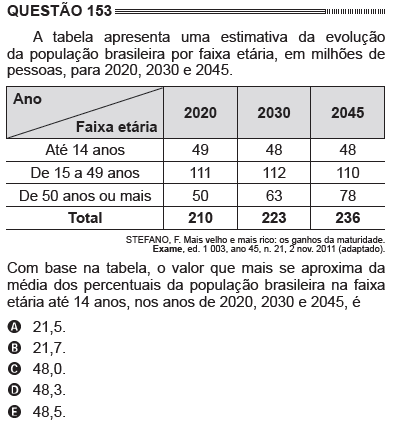 QUESTÃO 153
A tabela apresenta uma estimativa da evolução
da população brasileira por faixa etária, em milhões de
pessoas, para 2020, 2030 e 2045.
Ano
Faixa etária 2020 2030 2045
Até 14 anos 49 48 48
De 15 a 49 anos 111 112 110
De 50 anos ou mais 50 63 78
Total 210 223 236
STEFANO, F. Mais velho e mais rico: os ganhos da maturidade.
Exame, ed. 1 003, ano 45, n. 21, 2 nov. 2011 (adaptado).
Com base na tabela, o valor que mais se aproxima da
média dos percentuais da população brasileira na faixa
etária até 14 anos, nos anos de 2020, 2030 e 2045, é
A 21,5.
B 21,7.
C 48,0.
D 48,3.
E 48,5.